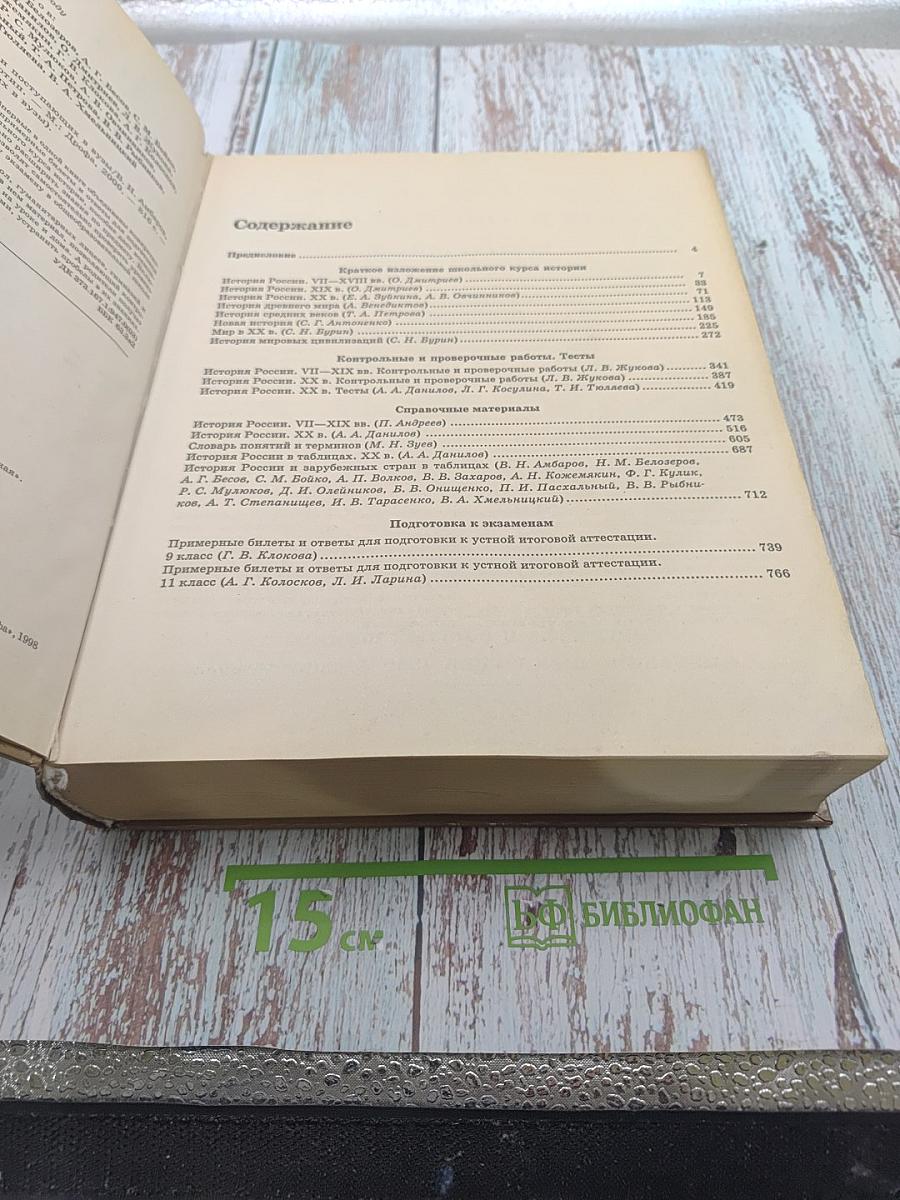 Содержание
Предисловие 4
Краткое изложение школьного курса истории
История России. VII—XVIII вв. (О. Дмитриев) 7
История России. XIX в. (О. Дмитриев) 33
История России. XX в. (Е. А. Зубкина, А. В. Овчинников) 71
История древнего мира (А. Венедиктов) 113
История средних веков (Т. А. Петрова) 149
Новая история (С. Г. Антоненко) 185
Мир в XX в. (С. Н. Бурин) 225
История мировых цивилизаций (С. Н. Бурин) 272
Контрольные и проверочные работы. Тесты
История России. VII—XIX вв. Контрольные и проверочные работы (Л. В. Жукова) 341
История России. XX в. Контрольные и проверочные работы (Л. В. Жукова) 387
История России. XX в. Тесты (А. А. Данилов, Л. Г. Косулина, Т. И. Тюляева) 419
Справочные материалы
История России. VII—XIX вв. (П. Андреев) 473
История России. XX в. (А. А. Данилов) 516
Словарь понятий и терминов (М. Н. Зуев) 605
История России в таблицах. XX в. (А. А. Данилов) 687
История России и зарубежных стран в таблицах (В. Н. Амбаров, Н. М. Белозеров,
А. Г. Бесов, С. М. Бойко, А. П. Волков, В. В. Захаров, А. Н. Кожемякин, Ф. Г. Кулик,
Р. С. Мулюков, Д. И. Олейников, Б. В. Онищенко, П. И. Пасхальный, В. В. Рыбни-
ков, А. Т. Степанищев, И. В. Тарасенко, В. А. Хмельницкий) 712
Подготовка к экзаменам
Примерные билеты и ответы для подготовки к устной итоговой аттестации.
9 класс (Г. В. Клокова) 739
Примерные билеты и ответы для подготовки к устной итоговой аттестации.
11 класс (А. Г. Колосков, Л. И. Ларина) 766
1998
15 см
БФ БИБЛИОФАН